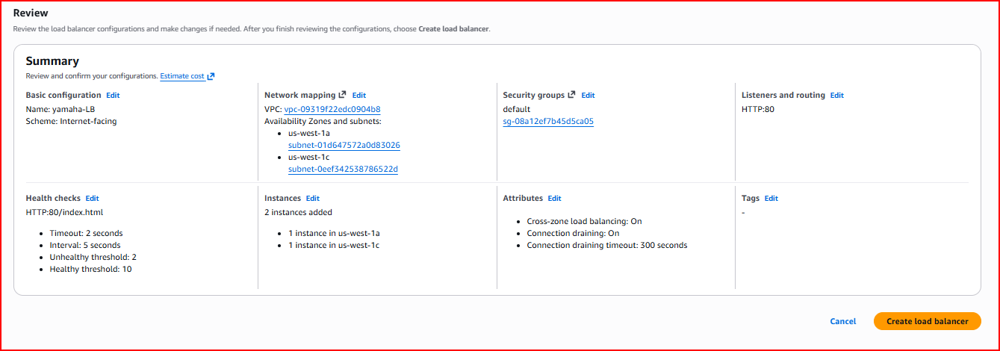 Review
Review the load balancer configurations and make changes if needed. After you finish reviewing the configurations, choose Create load balancer.
Summary
Review and confirm your configurations. Estimate cost
Basic configuration Edit
Name: yamaha-LB
Scheme: Internet-facing
Network mapping Edit
VPC: vpc-09319f22edc0904b8
Availability Zones and subnets:
us-west-1a
subnet-01d647572a0d83026
us-west-1c
subnet-0eef342538786522d
Security groups Edit
default
sg-08a12ef7b45d5ca05
Listeners and routing Edit
HTTP:80
Health checks Edit
HTTP:80/index.html
Timeout: 2 seconds
Interval: 5 seconds
Unhealthy threshold: 2
Healthy threshold: 10
Instances Edit
2 instances added
1 instance in us-west-1a
1 instance in us-west-1c
Attributes Edit
Cross-zone load balancing: On
Connection draining: On
Connection draining timeout: 300 seconds
Tags Edit
-
Cancel
Create load balancer